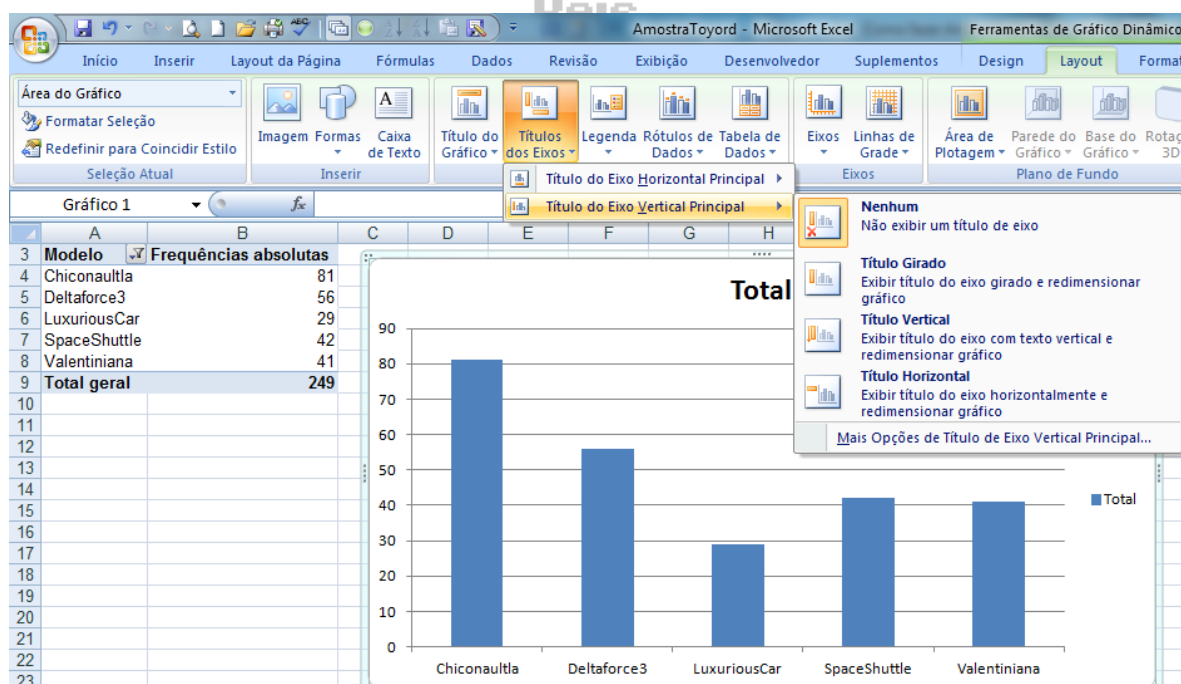 AmostraToyord - Microsoft Excel
Ferramentas de Gráfico Dinâmico
Início Inserir Layout da Página Fórmulas Dados Revisão Exibição Desenvolvedor Suplementos Design Layout Format
Área do Gráfico
Formatar Seleção
Redefinir para Coincidir Estilo
Seleção Atual
Imagem Formas Caixa de Texto
Inserir
Título do Gráfico
Títulos dos Eixos
Legenda
Rótulos de Dados
Tabela de Dados
Eixos
Linhas de Grade
Eixos
Área de Plotagem
Parede do Gráfico
Base do Gráfico
Rotaç
3D
Plano de Fundo
Título do Eixo Horizontal Principal
Título do Eixo Vertical Principal
Nenhum
Não exibir um título de eixo
Título Girado
Exibir título do eixo girado e redimensionar
gráfico
Título Vertical
Exibir título do eixo com texto vertical e
redimensionar gráfico
Título Horizontal
Exibir título do eixo horizontalmente e
redimensionar gráfico
Mais Opções de Título de Eixo Vertical Principal...
Gráfico 1 fx
A B C D E F G H
3 Modelo Frequências absolutas
4 Chiconaultla 81
5 Deltaforce3 56
6 LuxuriousCar 29
7 SpaceShuttle 42
8 Valentiniana 41
9 Total geral 249
10
11
12
13
14
15
16
17
18
19
20
21
22
23
Total
90
80
70
60
50
40
30
20
10
0
Chiconaultla Deltaforce3 LuxuriousCar SpaceShuttle Valentiniana
Total